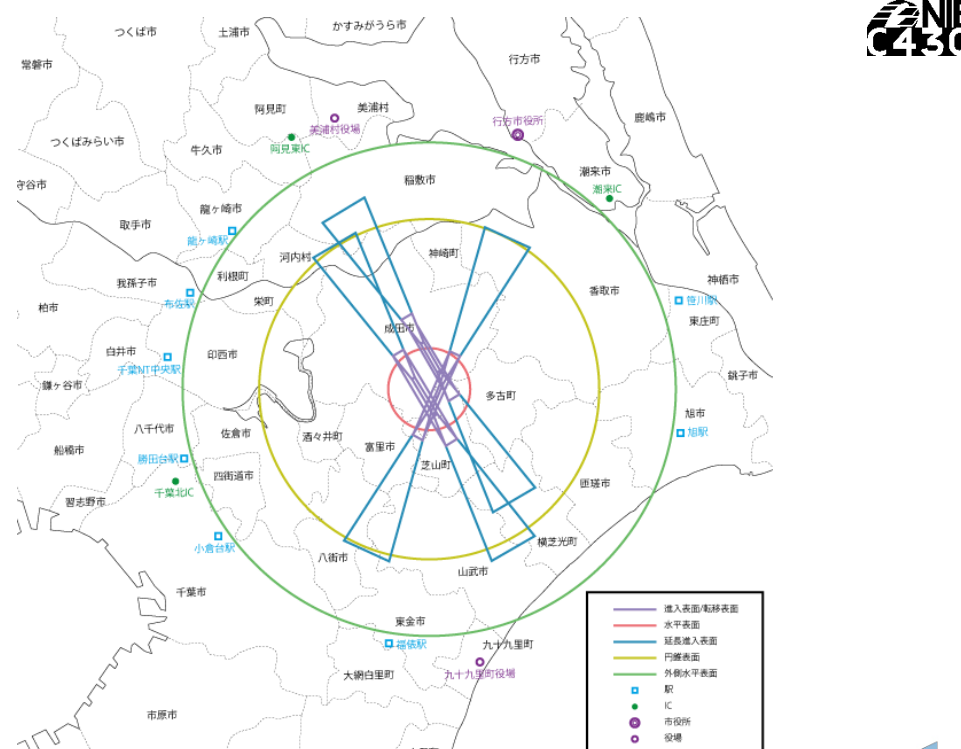 かすみがうら市
つくば市
土浦市
NIE
C430
行方市
常磐市
阿見町
美浦村
美浦村役場
行方市役所
鹿嶋市
つくばみらい市
牛久市
阿見東IC
潮来市
稲敷市
守谷市
潮来IC
龍ヶ崎市
取手市
龍ヶ崎駅
河内村
神崎町
利根町
我孫子市
神栖市
香取市
布佐駅
栄町
笹川駅
柏市
東庄町
成田市
白井市
印西市
千葉NT中央駅
銚子市
鎌ヶ谷市
多古町
旭市
八千代市
佐倉市
酒々井町
旭駅
船橋市
富里市
勝田台駅
芝山町
四街道市
匝瑳市
千葉北IC
習志野市
横芝光町
小倉台駅
八街市
山武市
千葉市
進入表面/転移表面
水平表面
東金市
延長進入表面
福俵駅
九十九里町
円錐表面
大網白里町
九十九里町役場
外側水平表面
駅
IC
市原市
市役所
役場